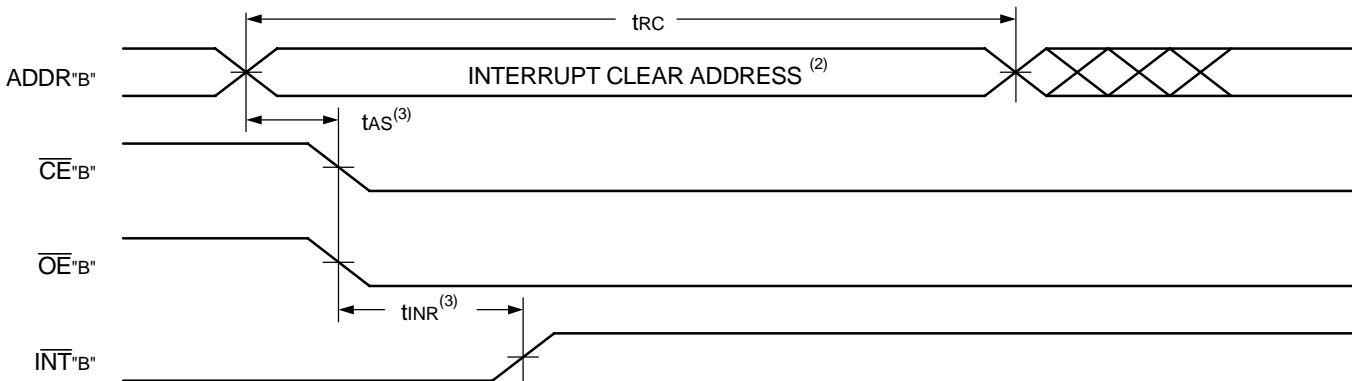 tRC
ADDR"B"
INTERRUPT CLEAR ADDRESS (2)
tAS(3)
CE"B"
OE"B"
tINR(3)
INT"B"